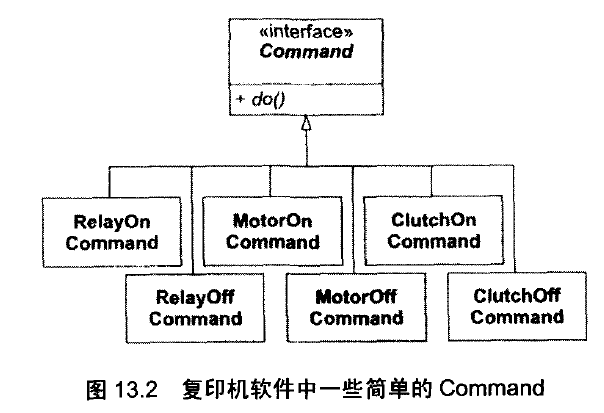 «interface»
Command
+ do()
RelayOn
Command
MotorOn
Command
ClutchOn
Command
RelayOff
Command
MotorOff
Command
ClutchOff
Command
图 13.2 复印机软件中一些简单的 Command